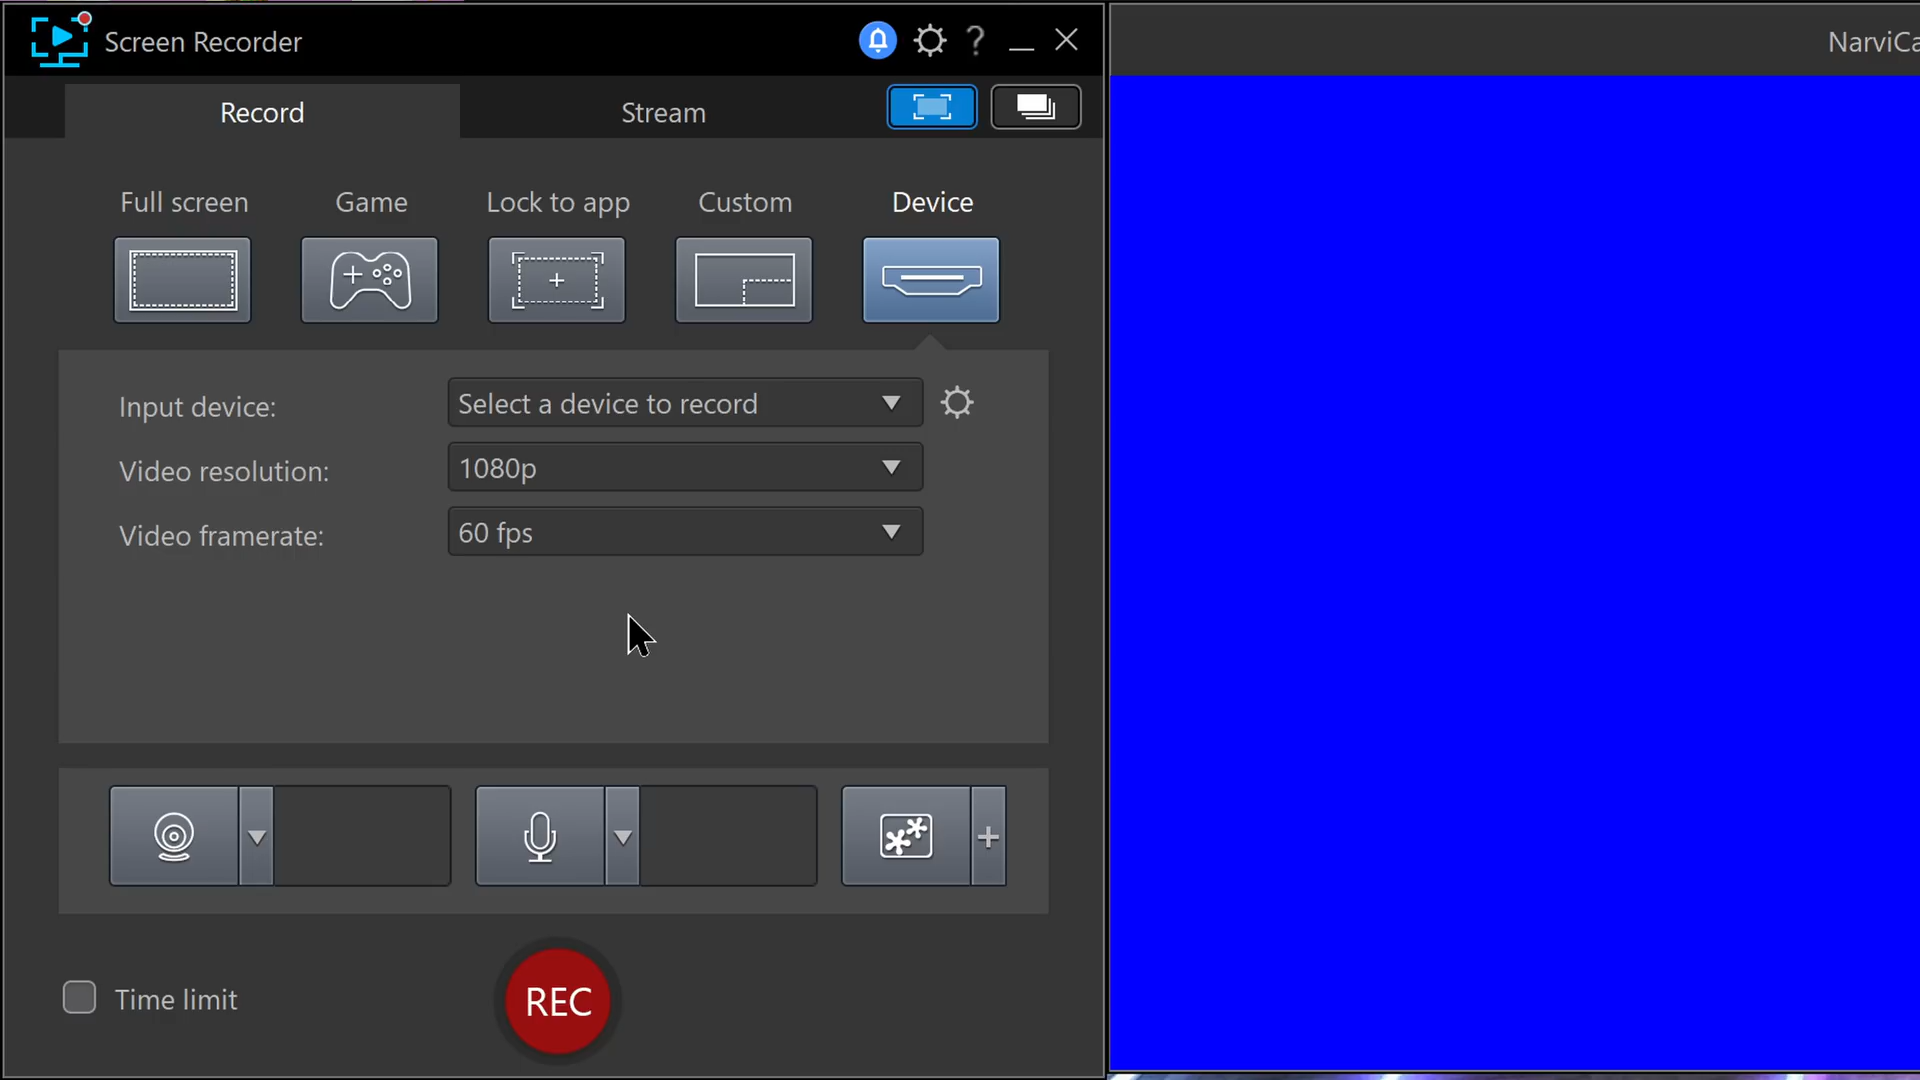 Screen Recorder
Record
Stream
Full screen
Game
Lock to app
Custom
Device
Input device:
Select a device to record
Video resolution:
1080p
Video framerate:
60 fps
Time limit
REC